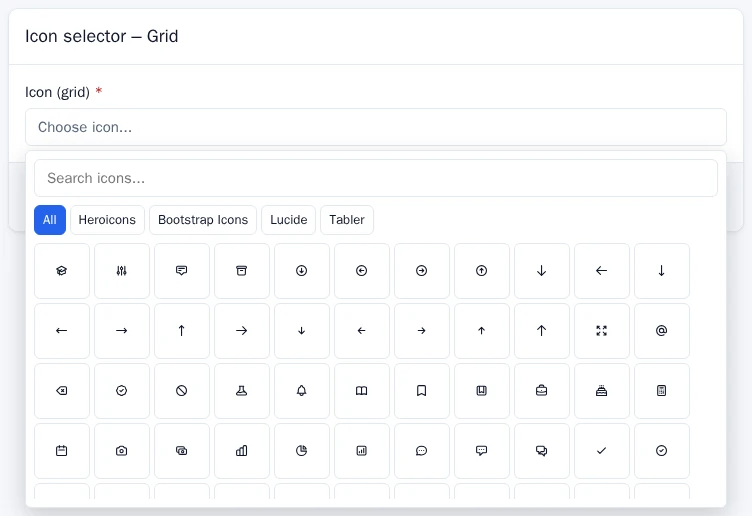 Icon selector – Grid
Icon (grid) *
Choose icon...
Search icons...
All Heroicons Bootstrap Icons Lucide Tabler